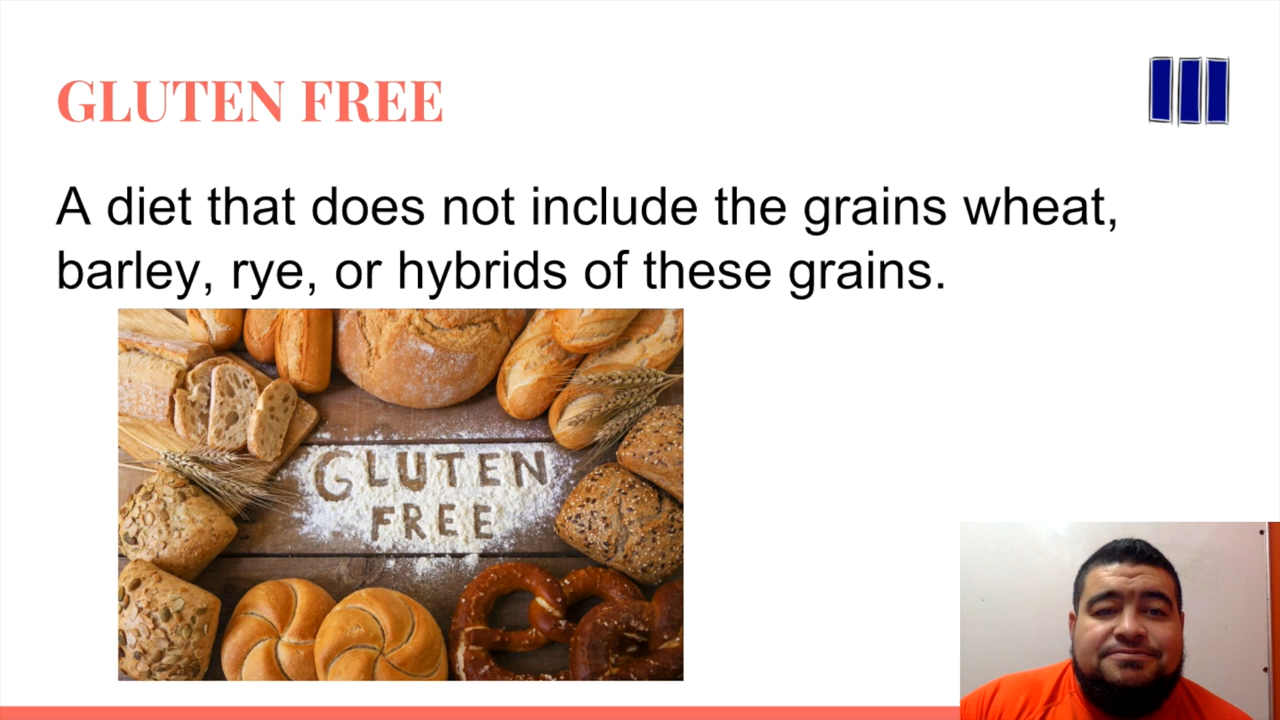 GLUTEN FREE
A diet that does not include the grains wheat,
barley, rye, or hybrids of these grains.
GLUTEN
FREE